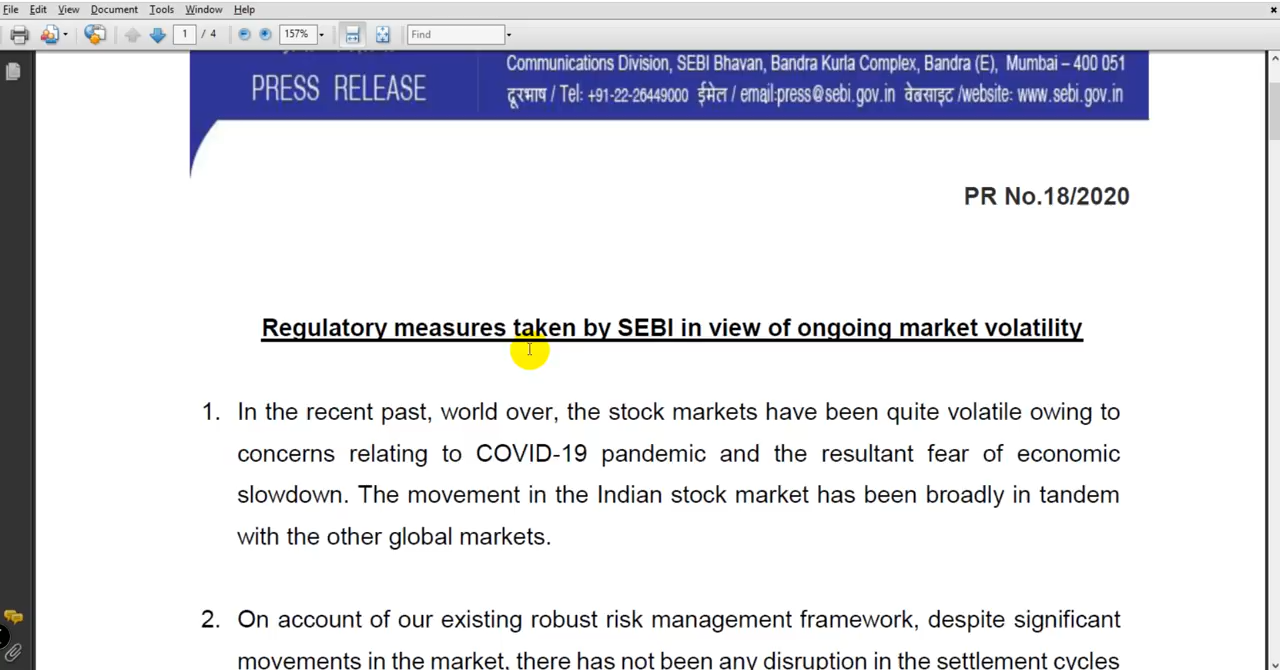 File Edit View Document Tools Window Help
1 / 4 157% Find
Communications Division, SEBI Bhavan, Bandra Kurla Complex, Bandra (E), Mumbai – 400 051
PRESS RELEASE
दूरभाष / Tel: +91-22-26449000 ईमेल / email:press@sebi.gov.in वेबसाइट /website: www.sebi.gov.in
PR No.18/2020
Regulatory measures taken by SEBI in view of ongoing market volatility
1. In the recent past, world over, the stock markets have been quite volatile owing to
concerns relating to COVID-19 pandemic and the resultant fear of economic
slowdown. The movement in the Indian stock market has been broadly in tandem
with the other global markets.
2. On account of our existing robust risk management framework, despite significant
movements in the market, there has not been any disruption in the settlement cycles